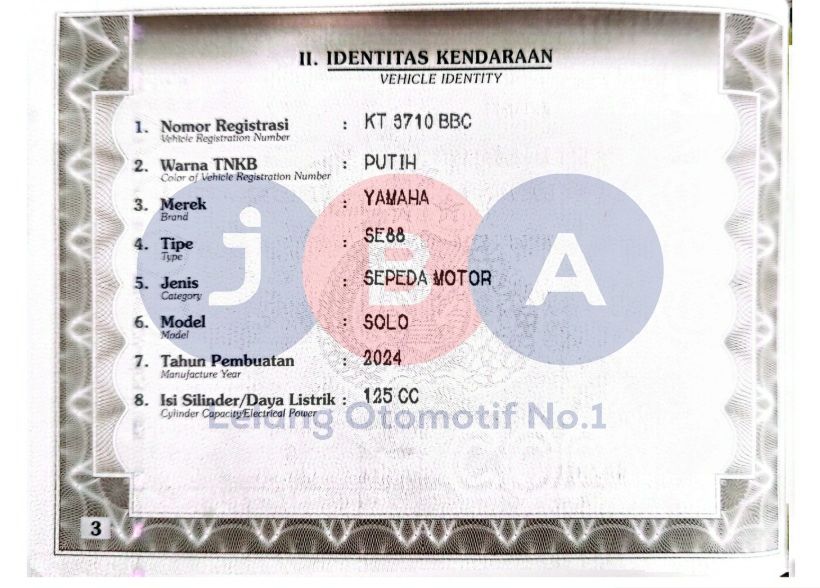 II. IDENTITAS KENDARAAN
VEHICLE IDENTITY
1. Nomor Registrasi : KT 3710 BBC
Vehicle Registration Number
2. Warna TNKB : PUTIH
Color of Vehicle Registration Number
3. Merek : YAMAHA
Brand
4. Tipe : SE88
Type
5. Jenis : SEPEDA MOTOR
Category
6. Model : SOLO
Model
7. Tahun Pembuatan : 2024
Manufacture Year
8. Isi Silinder/Daya Listrik : 125 CC
Cylinder Capacity/Electrical Power
JBA
Lelang Otomotif No.1
3